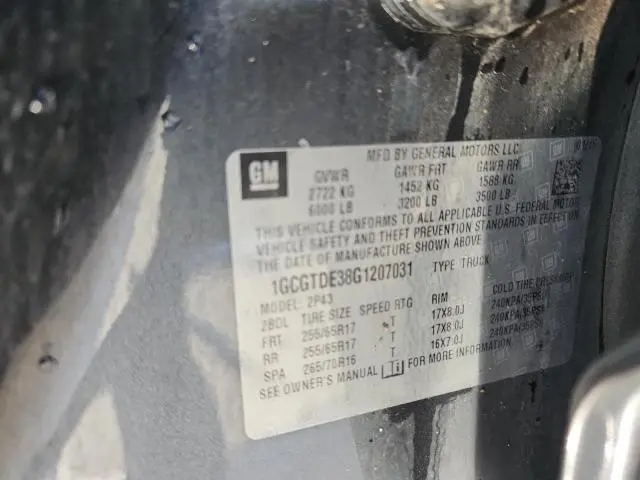 GM
MFD BY GENERAL MOTORS LLC
GVWR GAWR FRT GAWR RR
2722 KG 1452 KG 1588 KG
6000 LB 3200 LB 3500 LB
THIS VEHICLE CONFORMS TO ALL APPLICABLE U.S. FEDERAL MOTOR
VEHICLE SAFETY AND THEFT PREVENTION STANDARDS IN EFFECT ON
THE DATE OF MANUFACTURE SHOWN ABOVE
1GCGTDE38G1207031 TYPE TRUCK
MODEL: 2P43
2BDL TIRE SIZE SPEED RTG RIM COLD TIRE PRESSURE
FRT 255/65R17 T 17X8.0J 240KPA/35PSI
RR 255/65R17 T 17X8.0J 240KPA/35PSI
SPA 265/70R16 T 16X7.0J 240KPA/35PSI
SEE OWNER'S MANUAL FOR MORE INFORMATION